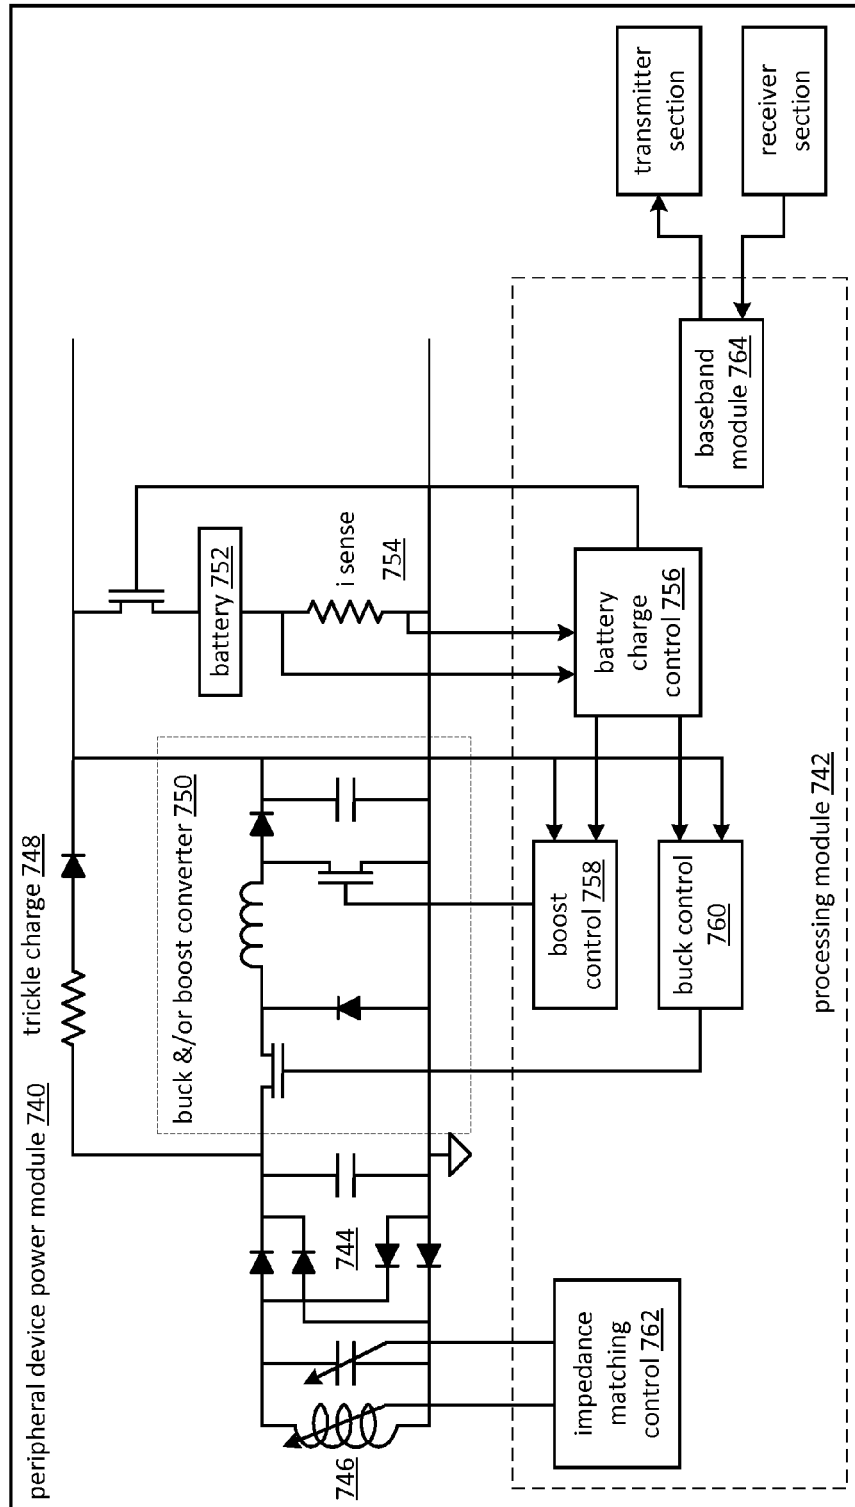 peripheral device power module 740
trickle charge 748
buck &/or boost converter 750
battery 752
i sense
754
744
746
impedance
matching
control 762
boost
control 758
buck control
760
battery
charge
control 756
baseband
module 764
transmitter
section
receiver
section
processing module 742